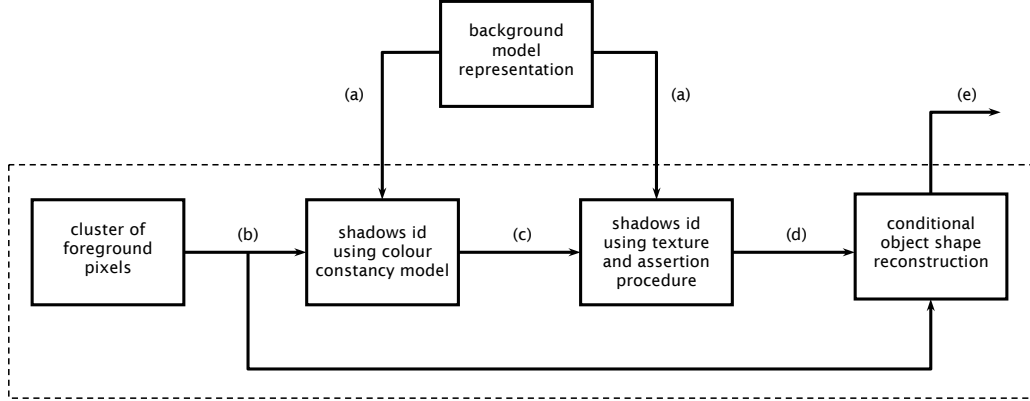 background
model
representation
(a)
(a)
(e)
cluster of
foreground
pixels
(b)
shadows id
using colour
constancy model
(c)
shadows id
using texture
and assertion
procedure
(d)
conditional
object shape
reconstruction